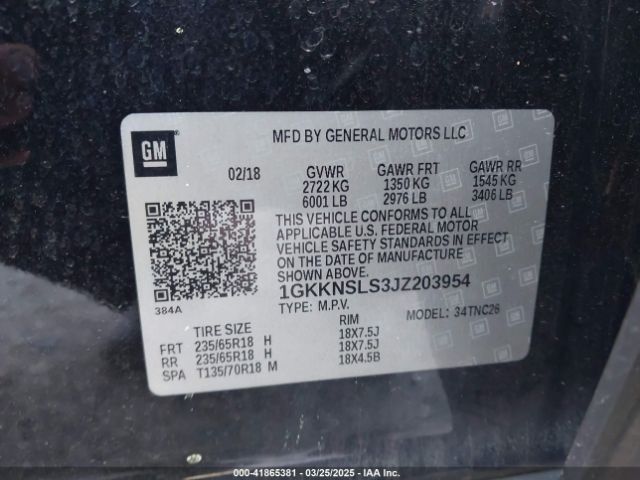 GM
MFD BY GENERAL MOTORS LLC
02/18 GVWR GAWR FRT GAWR RR
2722 KG 1350 KG 1545 KG
6001 LB 2976 LB 3406 LB
THIS VEHICLE CONFORMS TO ALL
APPLICABLE U.S. FEDERAL MOTOR
VEHICLE SAFETY STANDARDS IN EFFECT
ON THE DATE OF MANUFACTURE
SHOWN ABOVE.
384A
1GKKNSLS3JZ203954
TYPE: M.P.V. MODEL: 34TNC26
TIRE SIZE RIM
FRT 235/65R18 H 18X7.5J
RR 235/65R18 H 18X7.5J
SPA T135/70R18 M 18X4.5B
000-41865381 / 03/25/2025 - IAA Inc.